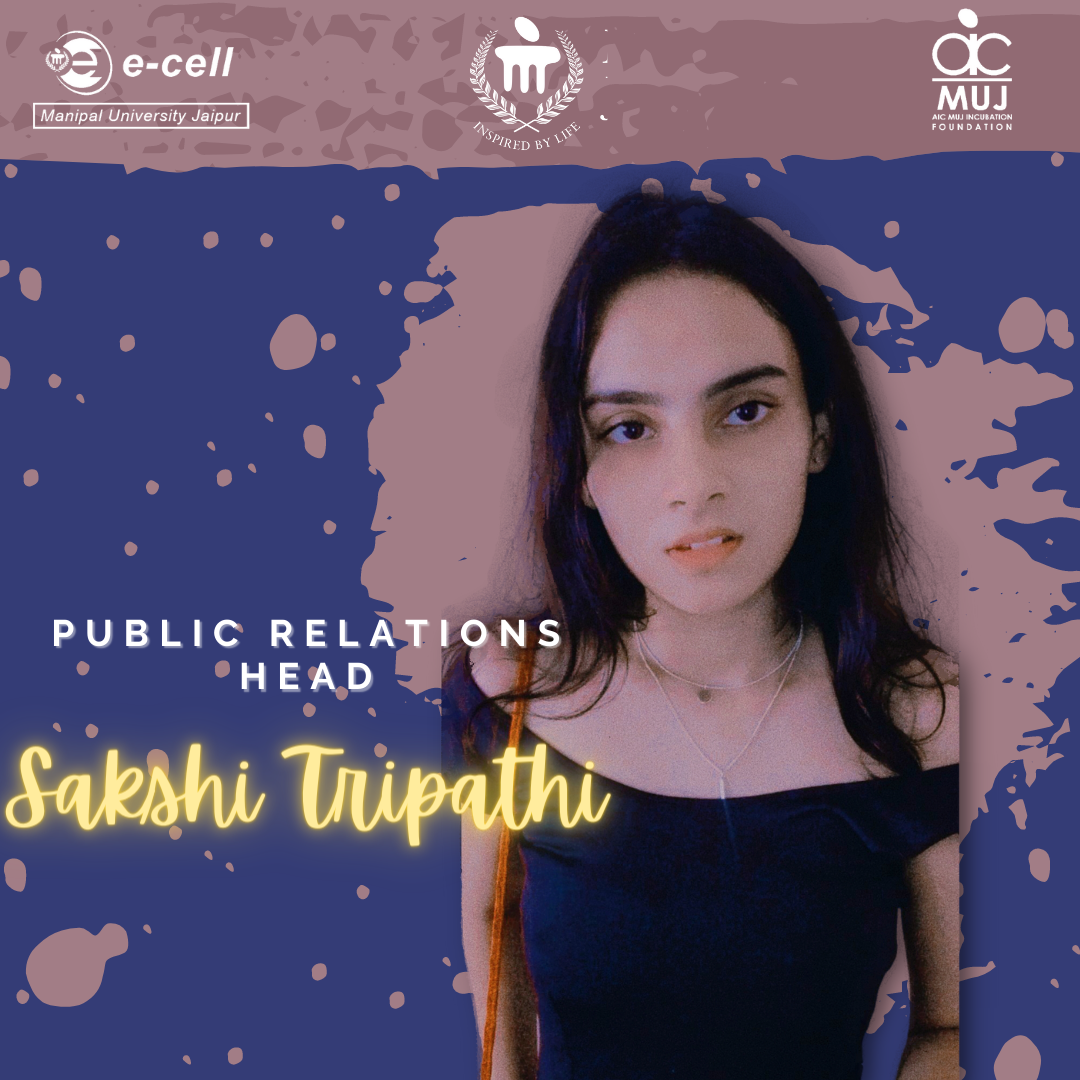 e-cell
Manipal University Jaipur
INSPIRED BY LIFE
aic
MUJ
AIC MUJ INCUBATION
FOUNDATION
PUBLIC RELATIONS
HEAD
Sakshi Tripathi